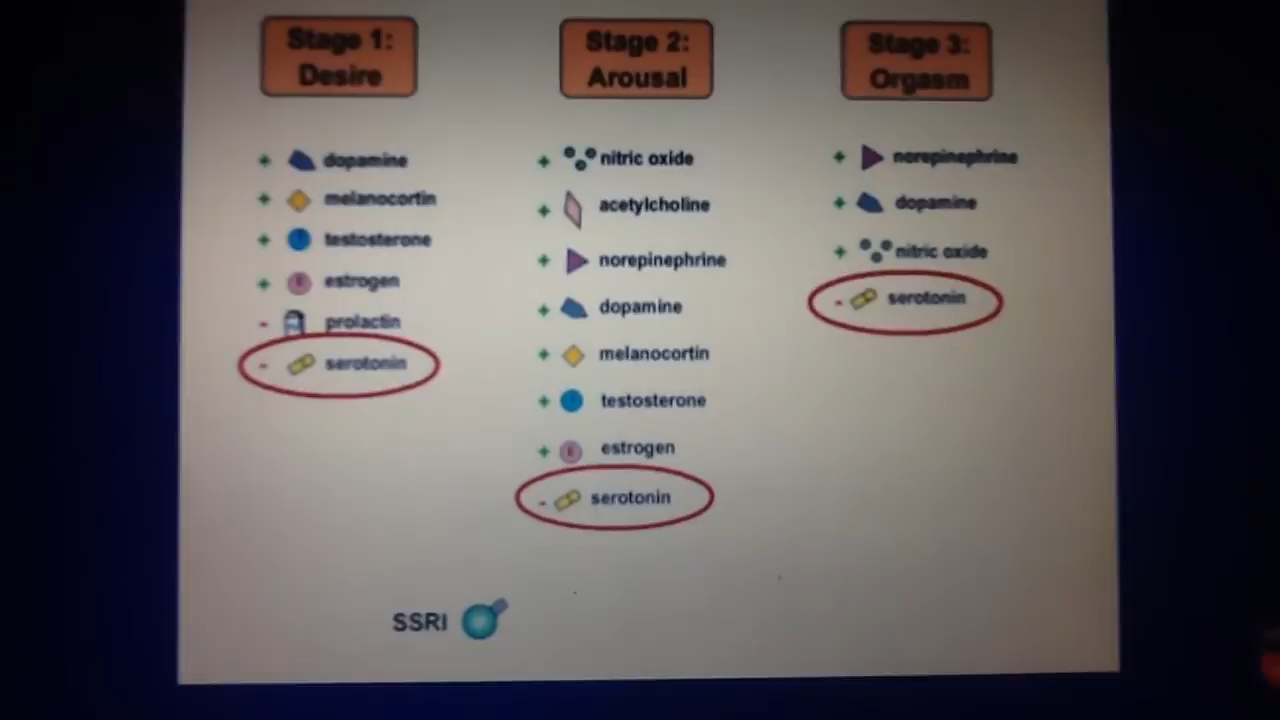 Stage 1:
Desire
+ dopamine
+ melanocortin
+ testosterone
+ E estrogen
- prolactin
- serotonin
Stage 2:
Arousal
+ nitric oxide
+ acetylcholine
+ norepinephrine
+ dopamine
+ melanocortin
+ testosterone
+ E estrogen
- serotonin
Stage 3:
Orgasm
+ norepinephrine
+ dopamine
+ nitric oxide
- serotonin
SSRI